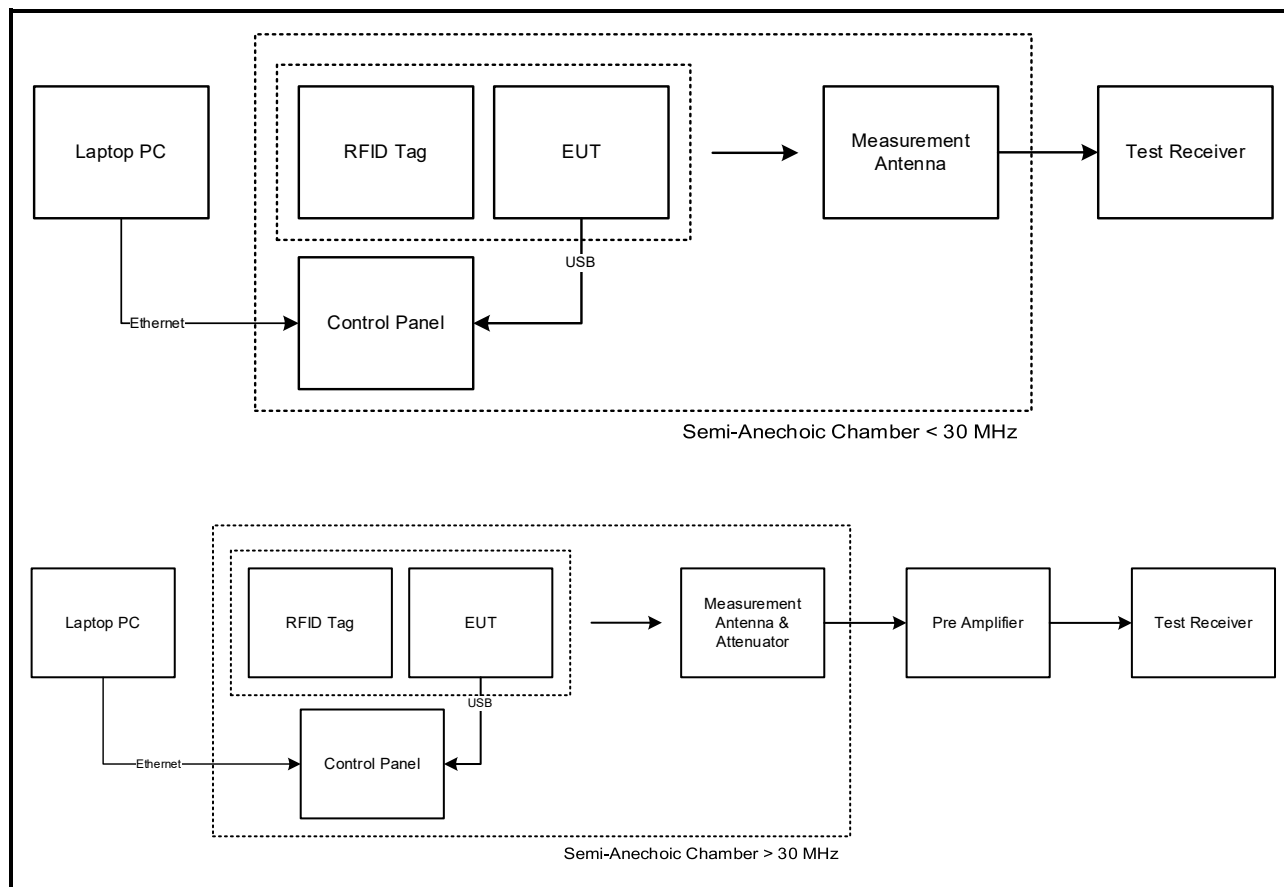 Laptop PC
RFID Tag
EUT
Measurement
Antenna
Test Receiver
USB
Ethernet
Control Panel
Semi-Anechoic Chamber < 30 MHz
Laptop PC
RFID Tag
EUT
Measurement
Antenna &
Attenuator
Pre Amplifier
Test Receiver
USB
Ethernet
Control Panel
Semi-Anechoic Chamber > 30 MHz